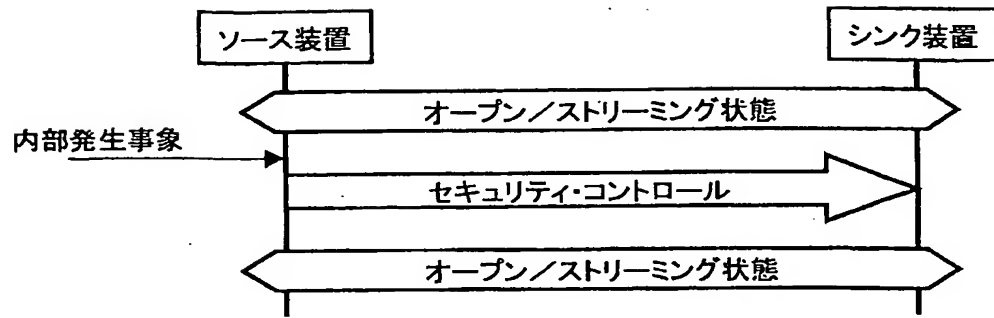 ソース装置
シンク装置
オープン／ストリーミング状態
内部発生事象
セキュリティ・コントロール
オープン／ストリーミング状態